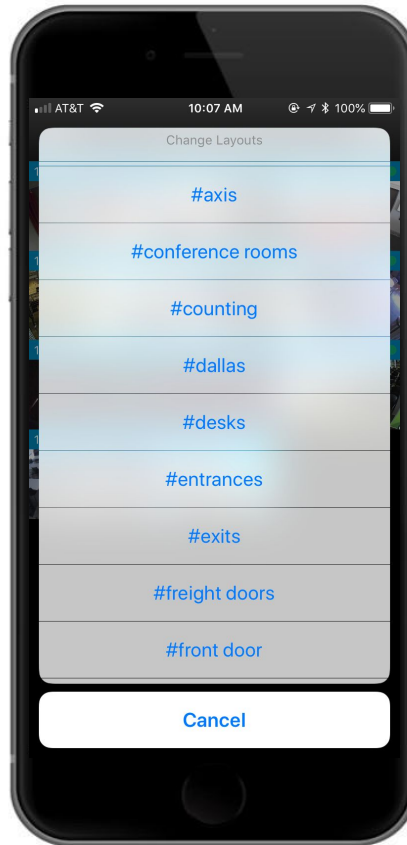 AT&T 10:07 AM 100%
Change Layouts
#axis
#conference rooms
#counting
#dallas
#desks
#entrances
#exits
#freight doors
#front door
Cancel